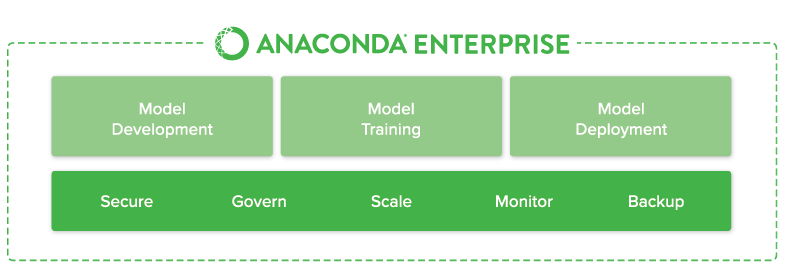 ANACONDA® ENTERPRISE
Model
Development
Model
Training
Model
Deployment
Secure Govern Scale Monitor Backup